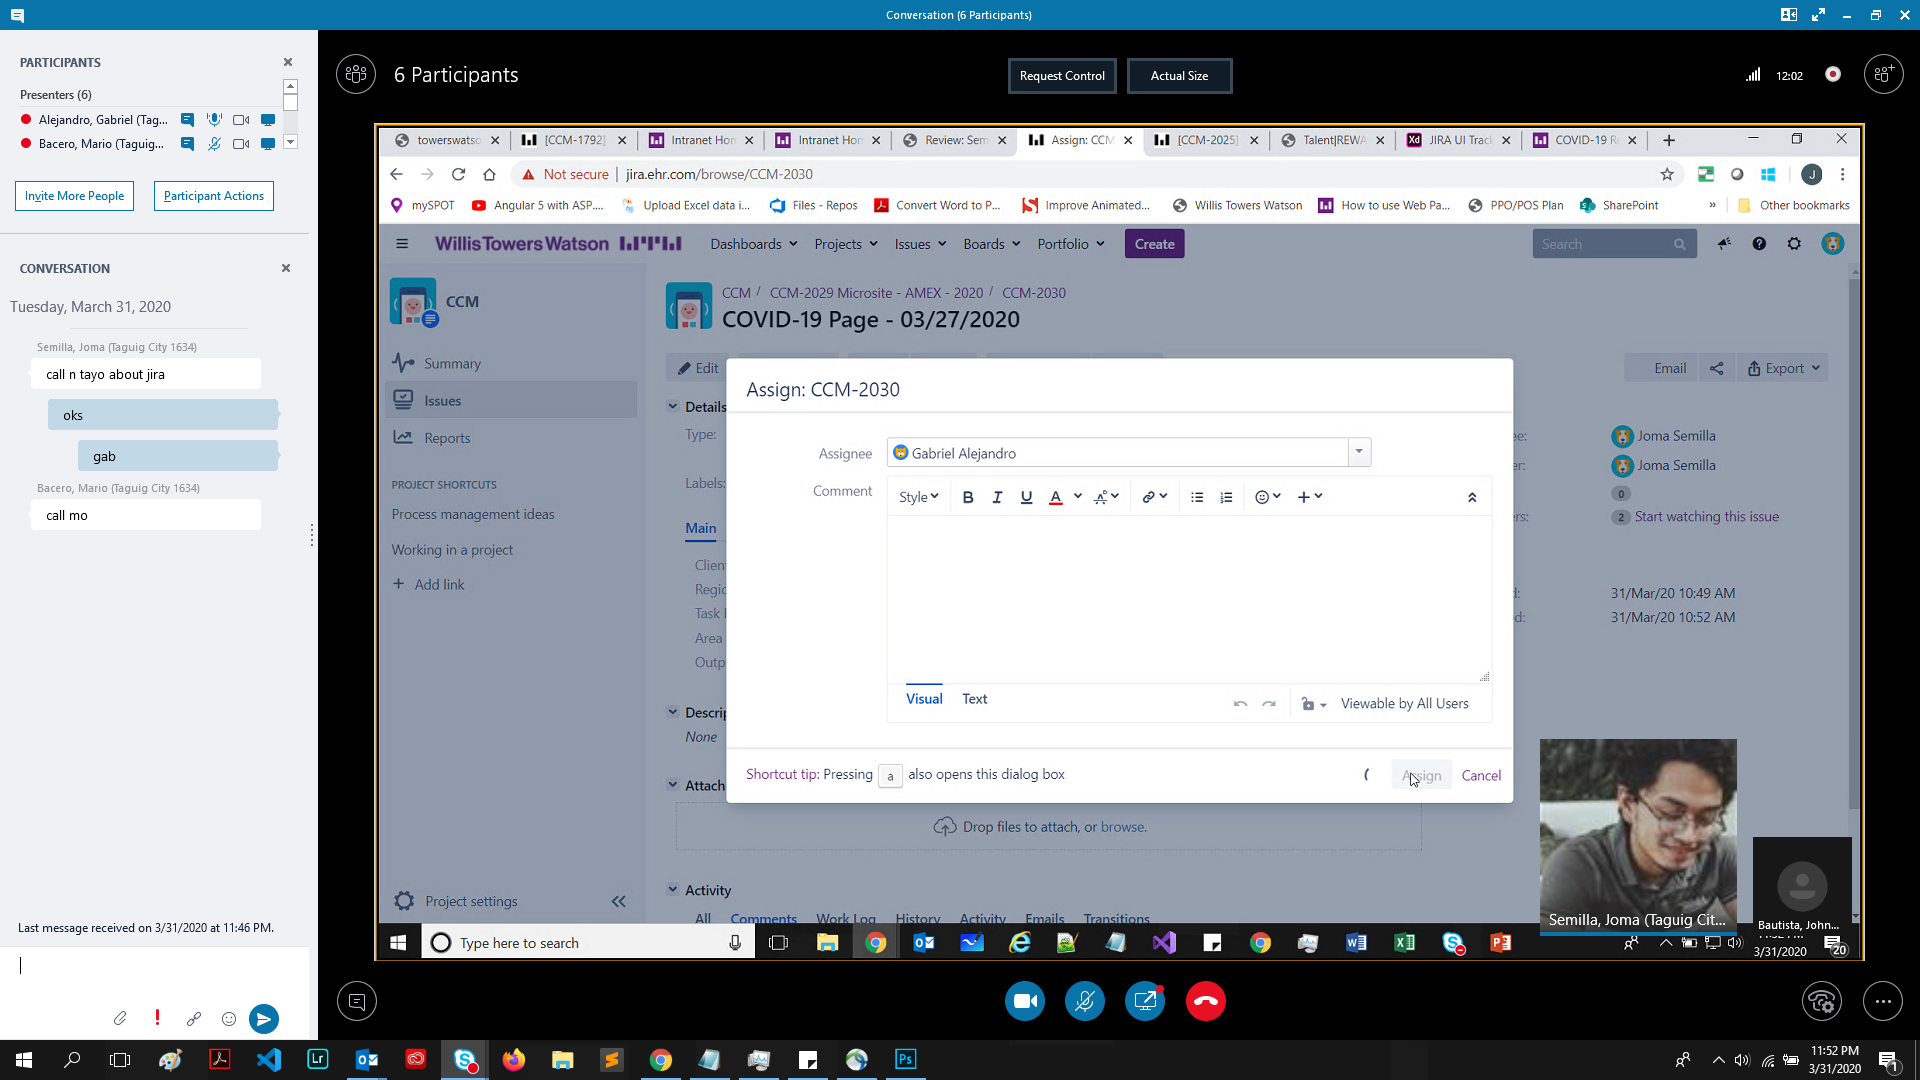 Conversation (6 Participants)
PARTICIPANTS
Presenters (6)
Alejandro, Gabriel (Tag...
Bacero, Mario (Taguig...
Invite More People
Participant Actions
CONVERSATION
Tuesday, March 31, 2020
Semilla, Joma (Taguig City 1634)
call n tayo about jira
oks
gab
Bacero, Mario (Taguig City 1634)
call mo
Last message received on 3/31/2020 at 11:46 PM.
6 Participants
Request Control
Actual Size
12:02
towerswatso
[CCM-1792]
Intranet Hom
Intranet Hom
Review: Sem
Assign: CCM
[CCM-2025]
Talent|REWA
JIRA UI Track
COVID-19 R
Not secure | jira.ehr.com/browse/CCM-2030
J
mySPOT
Angular 5 with ASP....
Upload Excel data i...
Files - Repos
Convert Word to P...
Improve Animated...
Willis Towers Watson
How to use Web Pa...
PPO/POS Plan
SharePoint
»
Other bookmarks
Willis Towers Watson
Dashboards
Projects
Issues
Boards
Portfolio
Create
Search
CCM
Summary
Issues
Reports
PROJECT SHORTCUTS
Process management ideas
Working in a project
+ Add link
Project settings
CCM / CCM-2029 Microsite - AMEX - 2020 / CCM-2030
COVID-19 Page - 03/27/2020
Edit
Email
Export
Details
Type:
Labels:
Main
Clien
Regio
Task
Area
Outp
Descrip
None
Attach
Drop files to attach, or browse.
Activity
All
Comments
Work Log
History
Activity
Emails
Transitions
Joma Semilla
Joma Semilla
0
2 Start watching this issue
31/Mar/20 10:49 AM
31/Mar/20 10:52 AM
Assign: CCM-2030
Assignee
Gabriel Alejandro
Comment
Style
B I U A
Visual
Text
Viewable by All Users
Shortcut tip: Pressing a also opens this dialog box
Assign
Cancel
Semilla, Joma (Taguig Cit...
Bautista, John...
Type here to search
3/31/2020
20
Lr
Ps
11:52 PM
3/31/2020
1